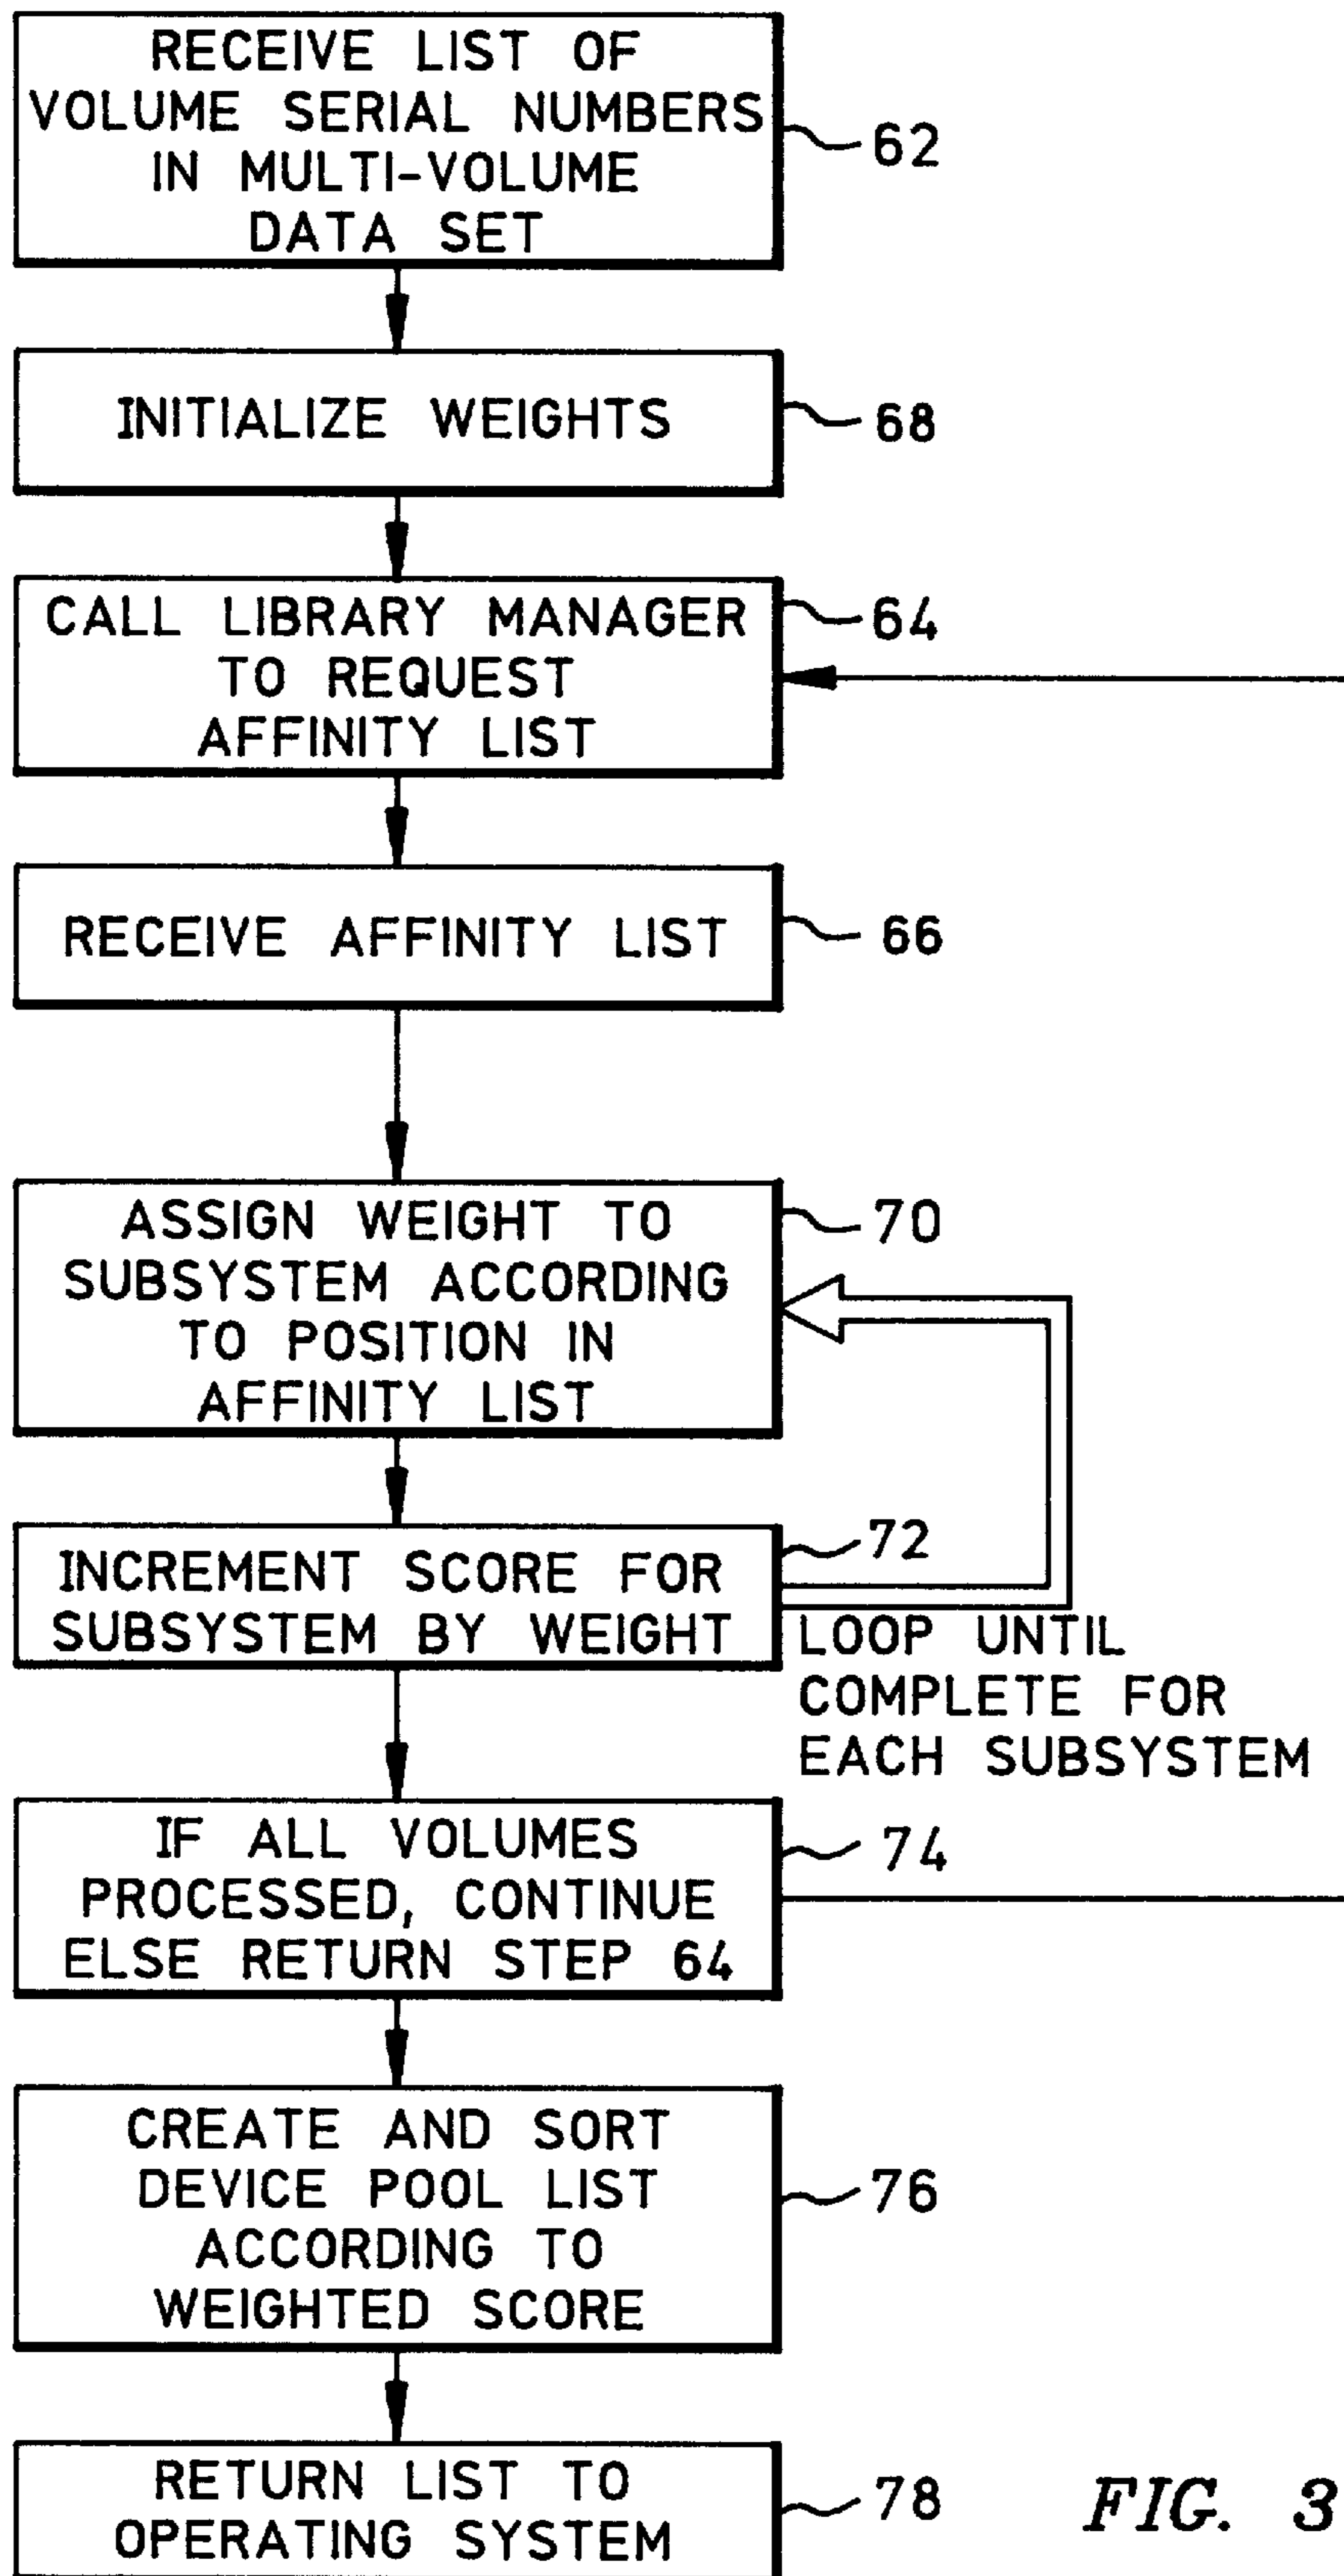 RECEIVE LIST OF
VOLUME SERIAL NUMBERS
IN MULTI-VOLUME
DATA SET
62
INITIALIZE WEIGHTS
68
CALL LIBRARY MANAGER
TO REQUEST
AFFINITY LIST
64
RECEIVE AFFINITY LIST
66
ASSIGN WEIGHT TO
SUBSYSTEM ACCORDING
TO POSITION IN
AFFINITY LIST
70
INCREMENT SCORE FOR
SUBSYSTEM BY WEIGHT
72
LOOP UNTIL
COMPLETE FOR
EACH SUBSYSTEM
IF ALL VOLUMES
PROCESSED, CONTINUE
ELSE RETURN STEP 64
74
CREATE AND SORT
DEVICE POOL LIST
ACCORDING TO
WEIGHTED SCORE
76
RETURN LIST TO
OPERATING SYSTEM
78
FIG. 3